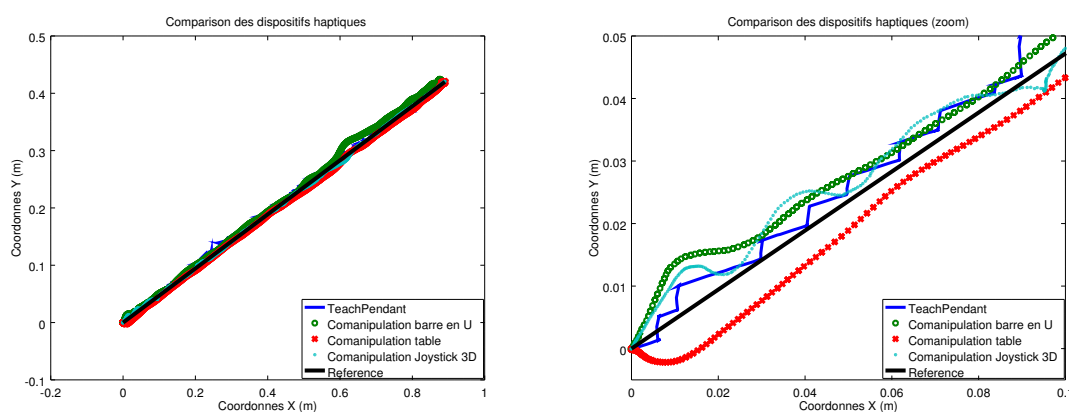 Comparison des dispositifs haptiques
0.5
0.4
0.3
0.2
0.1
0
-0.1
Coordonnes Y (m)
0
0.2
0.4
0.6
0.8
1
Coordonnes X (m)
TeachPendant
Comanipulation barre en U
Comanipulation table
Comanipulation Joystick 3D
Reference
Comparison des dispositifs haptiques (zoom)
0.05
0.04
0.03
0.02
0.01
0
Coordonnes Y (m)
0
0.02
0.04
0.06
0.08
0.1
Coordonnes X (m)
TeachPendant
Comanipulation barre en U
Comanipulation table
Comanipulation Joystick 3D
Reference